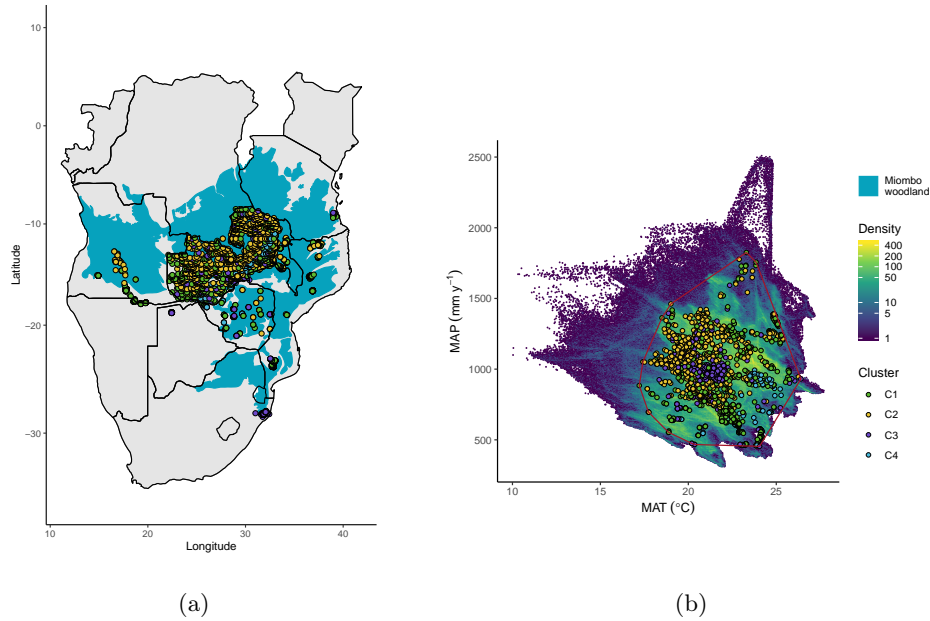 10
0
−10
−20
−30
Latitude
10
20
30
40
Longitude
(a)
2500
2000
1500
1000
500
MAP (mm y⁻¹)
10
15
20
25
MAT (°C)
(b)
Miombo
woodland
Density
400
200
100
50
10
5
1
Cluster
C1
C2
C3
C4